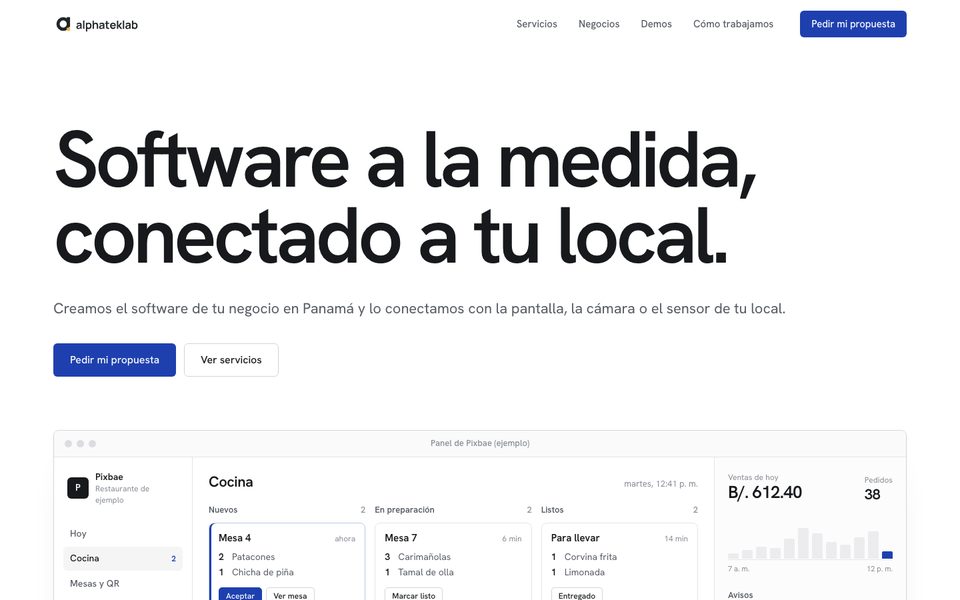 alphateklab
Servicios
Negocios
Demos
Cómo trabajamos
Pedir mi propuesta
Software a la medida,
conectado a tu local.
Creamos el software de tu negocio en Panamá y lo conectamos con la pantalla, la cámara o el sensor de tu local.
Pedir mi propuesta
Ver servicios
Panel de Pixbae (ejemplo)
P
Pixbae
Restaurante de
ejemplo
Hoy
Cocina 2
Mesas y QR
Cocina
martes, 12:41 p. m.
Nuevos 2
Mesa 4 ahora
2 Patacones
1 Chicha de piña
Aceptar
Ver mesa
En preparación 2
Mesa 7 6 min
3 Carimañolas
1 Tamal de olla
Marcar listo
Listos 2
Para llevar 14 min
1 Corvina frita
1 Limonada
Entregado
Ventas de hoy
B/. 612.40
Pedidos
38
7 a. m.
12 p. m.
Avisos